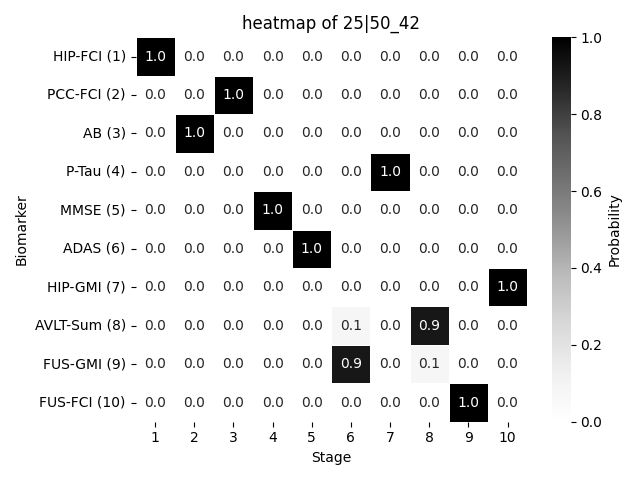 heatmap of 25|50_42
HIP-FCI (1) 1.0 0.0 0.0 0.0 0.0 0.0 0.0 0.0 0.0 0.0
PCC-FCI (2) 0.0 0.0 1.0 0.0 0.0 0.0 0.0 0.0 0.0 0.0
AB (3) 0.0 1.0 0.0 0.0 0.0 0.0 0.0 0.0 0.0 0.0
P-Tau (4) 0.0 0.0 0.0 0.0 0.0 0.0 1.0 0.0 0.0 0.0
MMSE (5) 0.0 0.0 0.0 1.0 0.0 0.0 0.0 0.0 0.0 0.0
ADAS (6) 0.0 0.0 0.0 0.0 1.0 0.0 0.0 0.0 0.0 0.0
HIP-GMI (7) 0.0 0.0 0.0 0.0 0.0 0.0 0.0 0.0 0.0 1.0
AVLT-Sum (8) 0.0 0.0 0.0 0.0 0.0 0.1 0.0 0.9 0.0 0.0
FUS-GMI (9) 0.0 0.0 0.0 0.0 0.0 0.9 0.0 0.1 0.0 0.0
FUS-FCI (10) 0.0 0.0 0.0 0.0 0.0 0.0 0.0 0.0 1.0 0.0
1 2 3 4 5 6 7 8 9 10
Stage
Biomarker
1.0
0.8
0.6
0.4
0.2
0.0
Probability